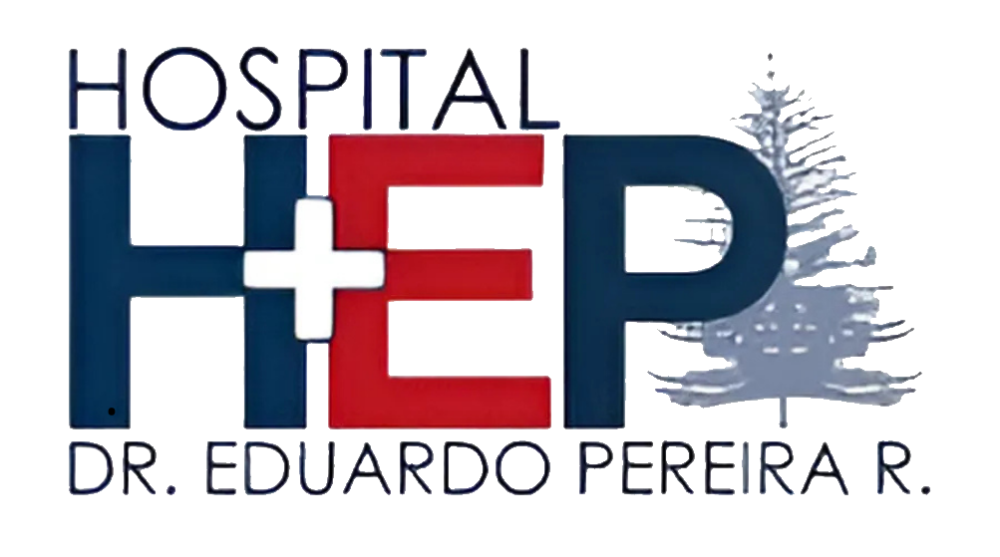 HOSPITAL
HEP
DR. EDUARDO PEREIRA R.